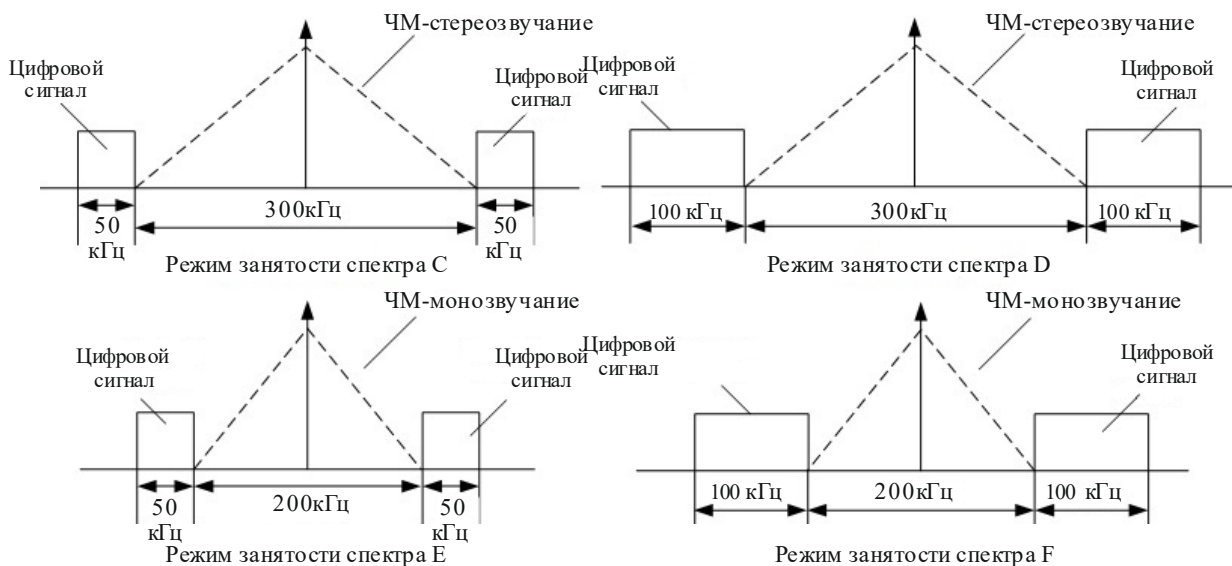 ЧМ-стереозвучание
Цифровой
сигнал
Цифровой
сигнал
50
кГц
300кГц
50
кГц
Режим занятости спектра C
ЧМ-стереозвучание
Цифровой
сигнал
Цифровой
сигнал
100 кГц
300кГц
100 кГц
Режим занятости спектра D
ЧМ-монозвучание
Цифровой
сигнал
Цифровой
сигнал
50
кГц
200кГц
50
кГц
Режим занятости спектра E
ЧМ-монозвучание
Цифровой
сигнал
Цифровой
сигнал
100 кГц
200кГц
100 кГц
Режим занятости спектра F